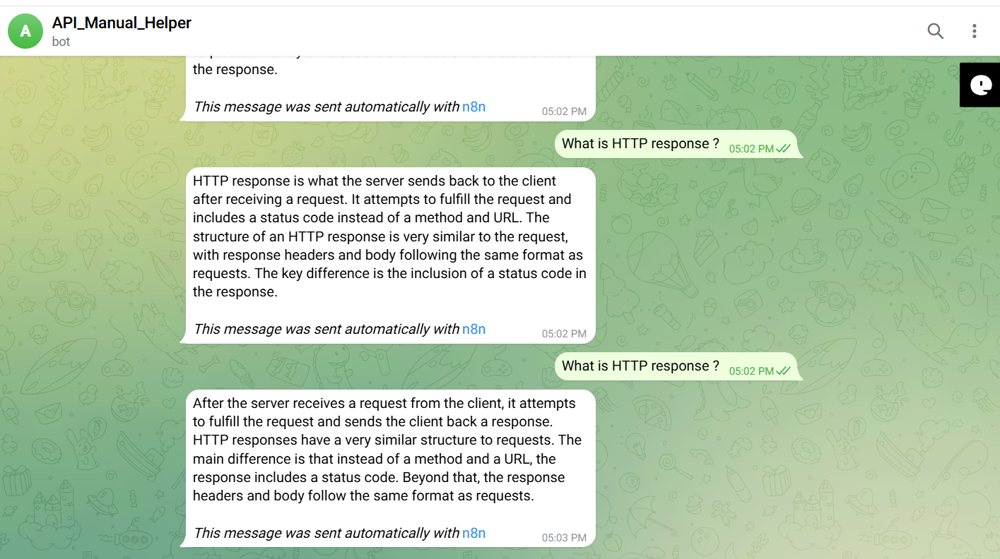 A
API_Manual_Helper
bot
the response.
This message was sent automatically with n8n
05:02 PM
What is HTTP response ?
05:02 PM
HTTP response is what the server sends back to the client
after receiving a request. It attempts to fulfill the request and
includes a status code instead of a method and URL. The
structure of an HTTP response is very similar to the request,
with response headers and body following the same format as
requests. The key difference is the inclusion of a status code in
the response.
This message was sent automatically with n8n
05:02 PM
What is HTTP response ?
05:02 PM
After the server receives a request from the client, it attempts
to fulfill the request and sends the client back a response.
HTTP responses have a very similar structure to requests. The
main difference is that instead of a method and a URL, the
response includes a status code. Beyond that, the response
headers and body follow the same format as requests.
This message was sent automatically with n8n
05:03 PM